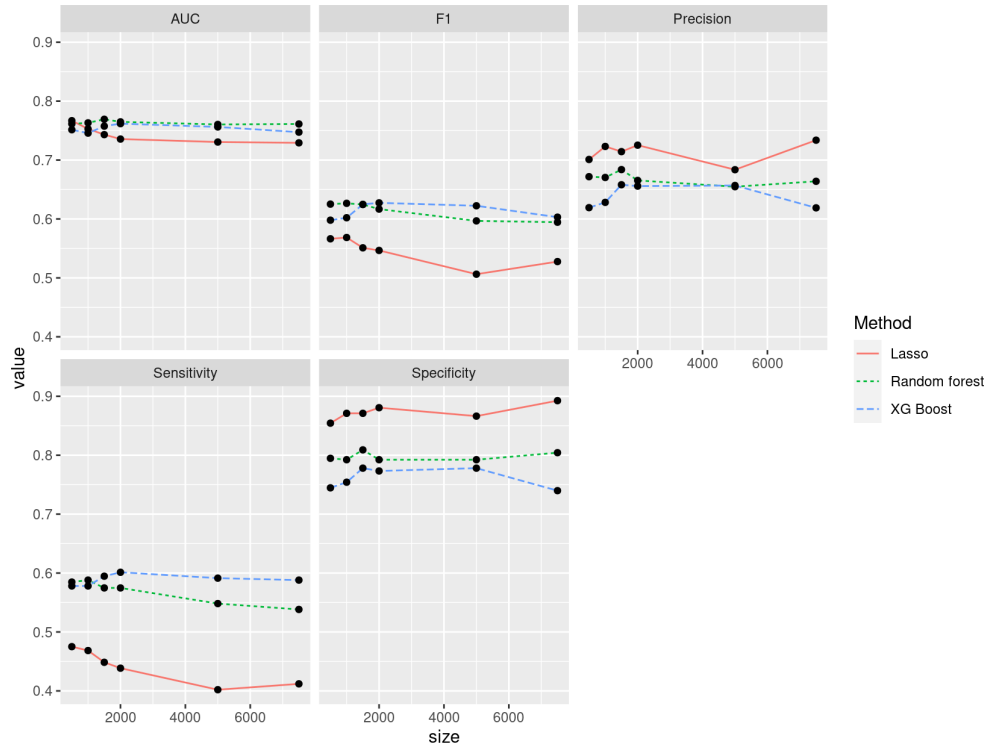 AUC
F1
Precision
0.9
0.8
0.7
0.6
0.5
0.4
2000 4000 6000
Sensitivity
Specificity
0.9
0.8
0.7
0.6
0.5
0.4
2000 4000 6000
2000 4000 6000
value
size
Method
Lasso
Random forest
XG Boost